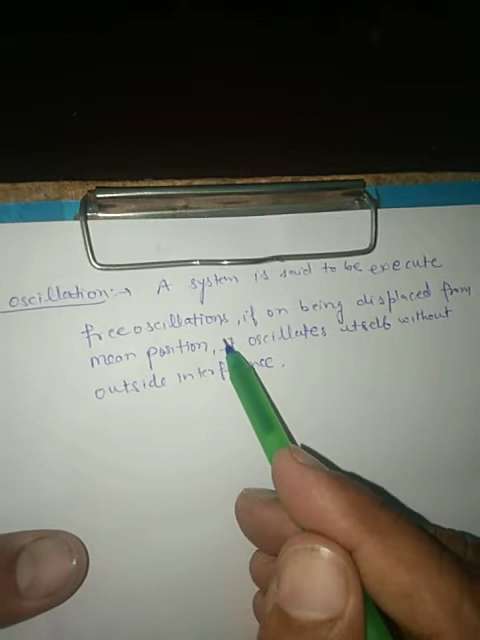 oscillation:→ A system is said to be execute
free oscillations, if on being displaced from
mean position, it oscillates itself without
outside interfence.